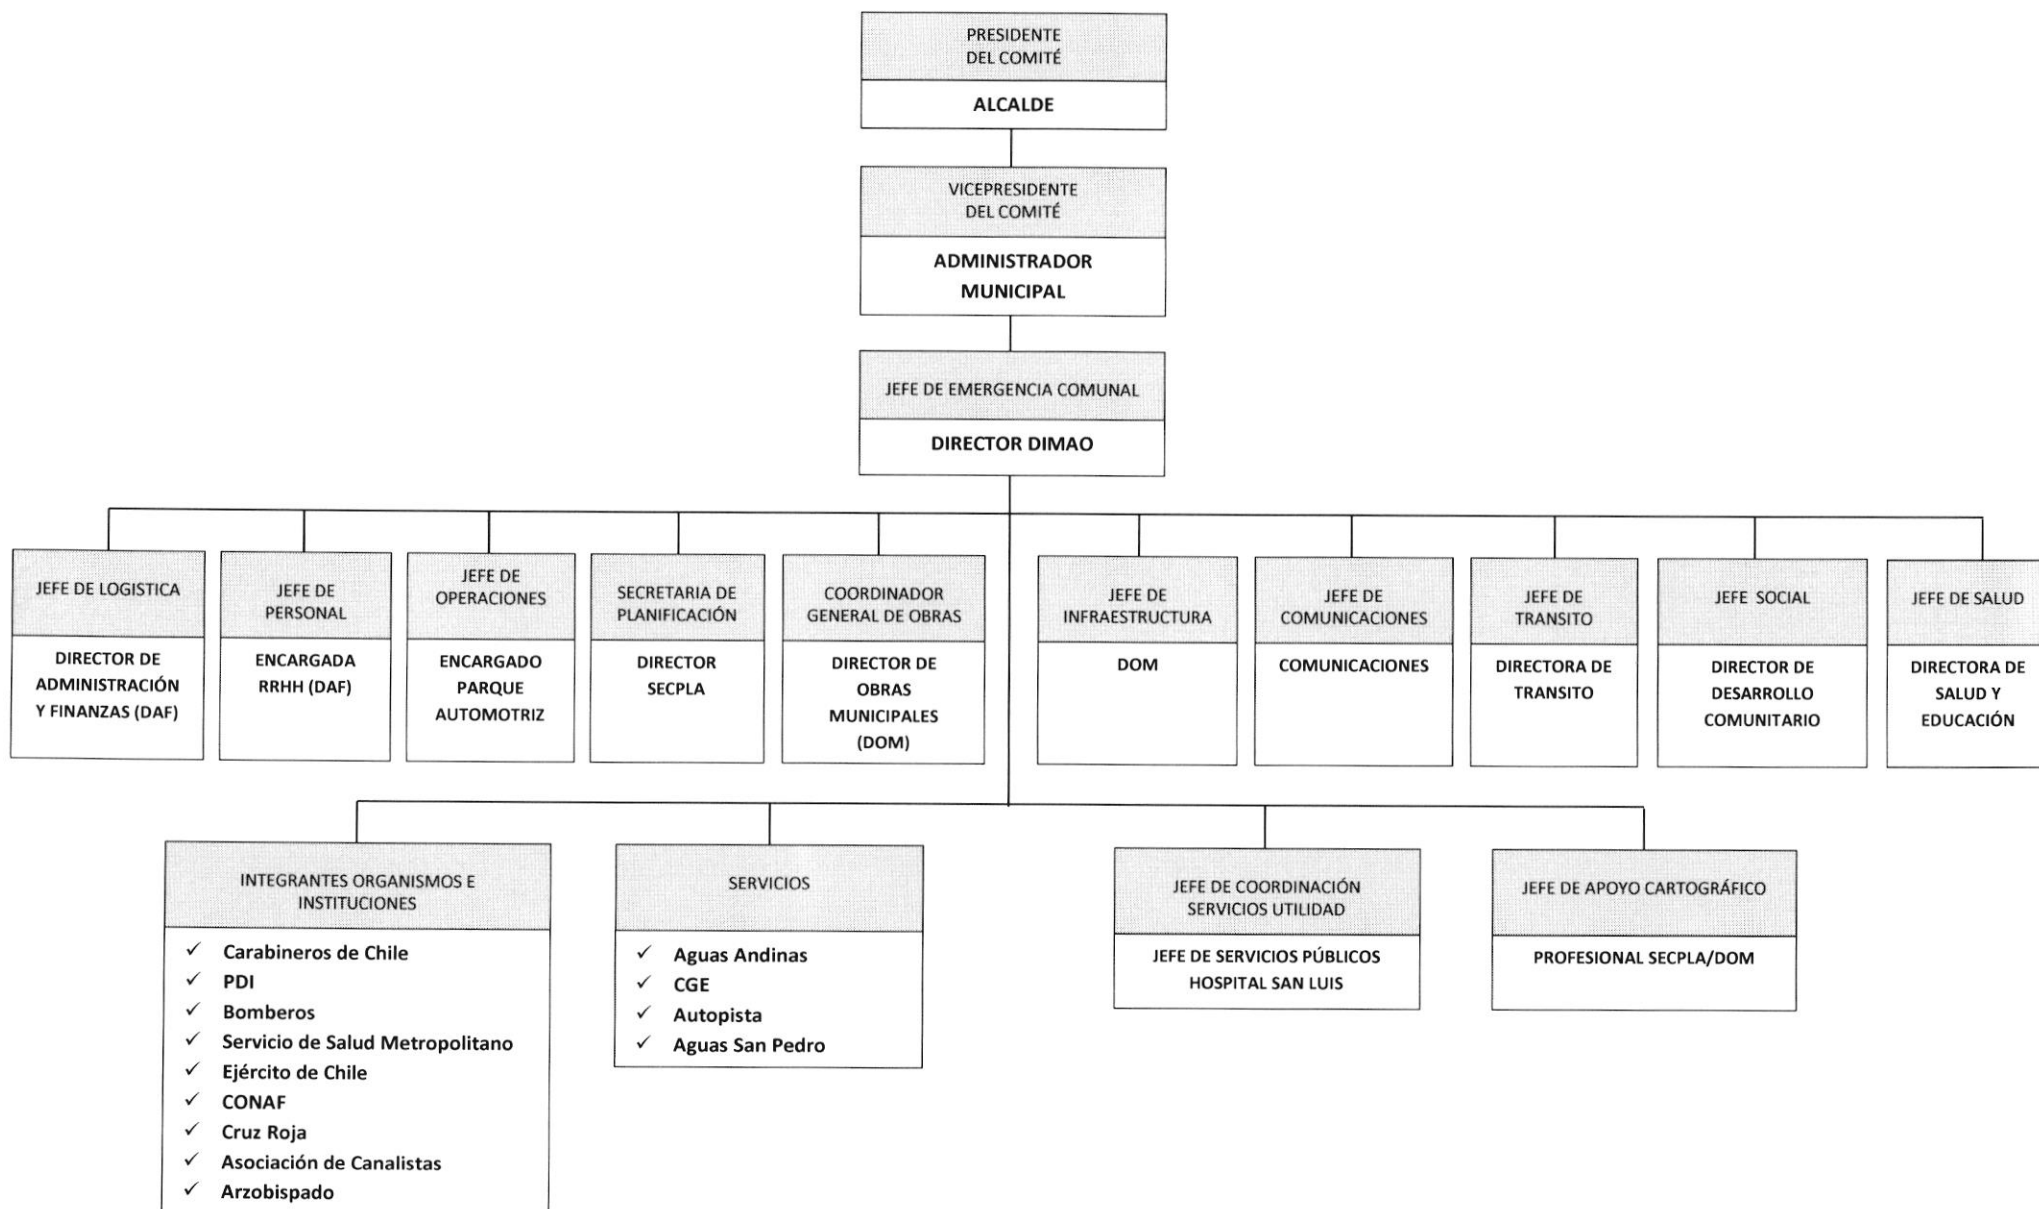 PRESIDENTE
DEL COMITÉ
ALCALDE
VICEPRESIDENTE
DEL COMITÉ
ADMINISTRADOR
MUNICIPAL
JEFE DE EMERGENCIA COMUNAL
DIRECTOR DIMAO
JEFE DE LOGISTICA
DIRECTOR DE
ADMINISTRACIÓN
Y FINANZAS (DAF)
JEFE DE
PERSONAL
ENCARGADA
RRHH (DAF)
JEFE DE
OPERACIONES
ENCARGADO
PARQUE
AUTOMOTRIZ
SECRETARIA DE
PLANIFICACIÓN
DIRECTOR
SECPLA
COORDINADOR
GENERAL DE OBRAS
DIRECTOR DE
OBRAS
MUNICIPALES
(DOM)
JEFE DE
INFRAESTRUCTURA
DOM
JEFE DE
COMUNICACIONES
COMUNICACIONES
JEFE DE
TRANSITO
DIRECTORA DE
TRANSITO
JEFE SOCIAL
DIRECTOR DE
DESARROLLO
COMUNITARIO
JEFE DE SALUD
DIRECTORA DE
SALUD Y
EDUCACIÓN
INTEGRANTES ORGANISMOS E
INSTITUCIONES
✓ Carabineros de Chile
✓ PDI
✓ Bomberos
✓ Servicio de Salud Metropolitano
✓ Ejército de Chile
✓ CONAF
✓ Cruz Roja
✓ Asociación de Canalistas
✓ Arzobispado
SERVICIOS
✓ Aguas Andinas
✓ CGE
✓ Autopista
✓ Aguas San Pedro
JEFE DE COORDINACIÓN
SERVICIOS UTILIDAD
JEFE DE SERVICIOS PÚBLICOS
HOSPITAL SAN LUIS
JEFE DE APOYO CARTOGRÁFICO
PROFESIONAL SECPLA/DOM